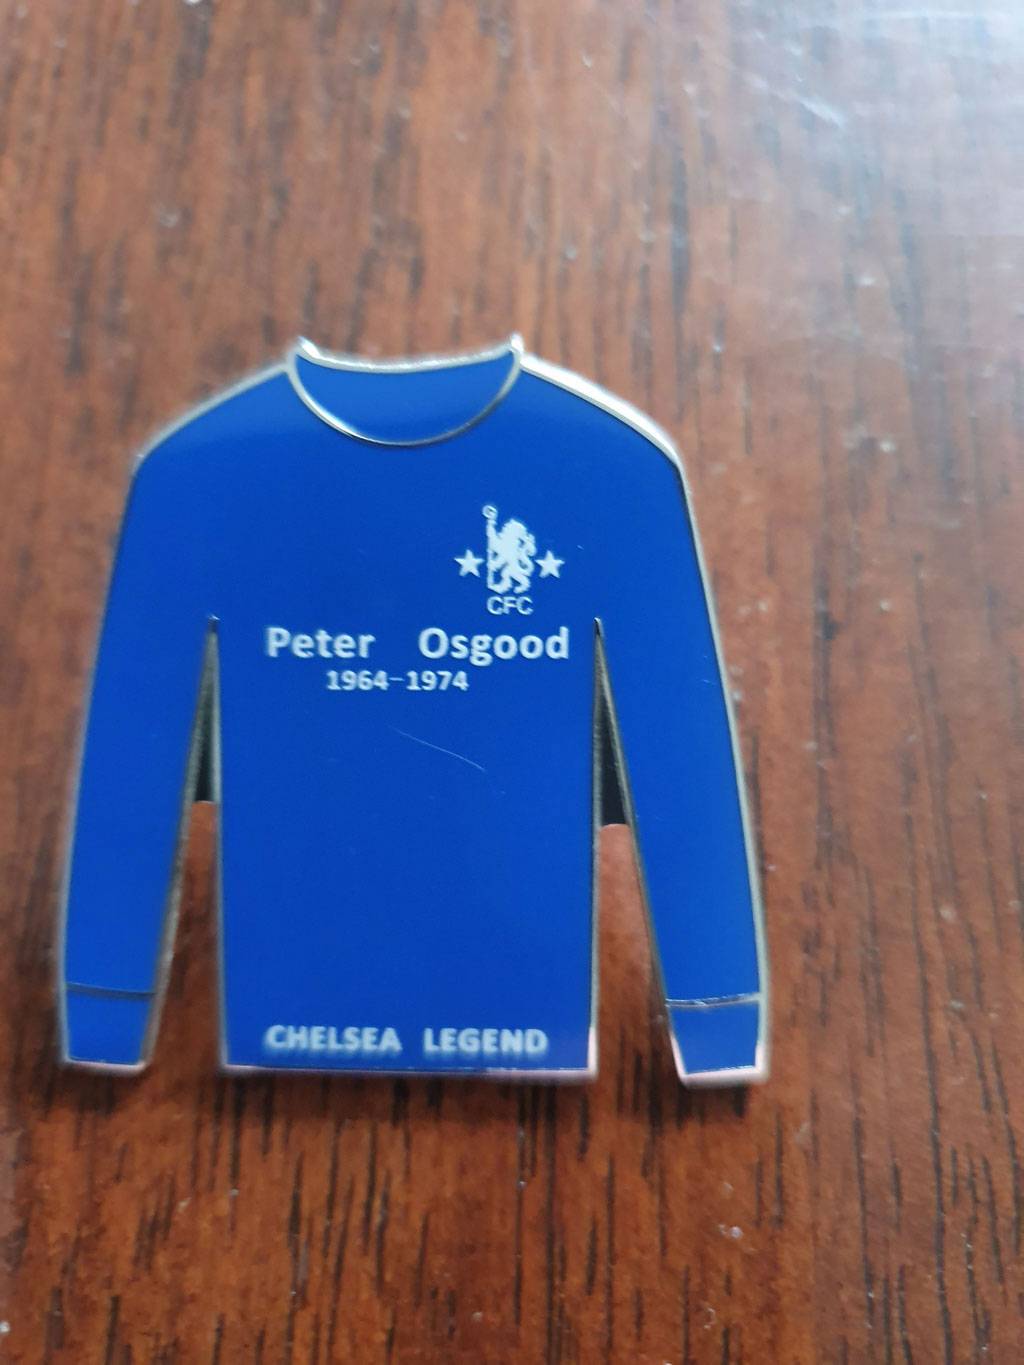 CFC
Peter Osgood
1964-1974
CHELSEA LEGEND